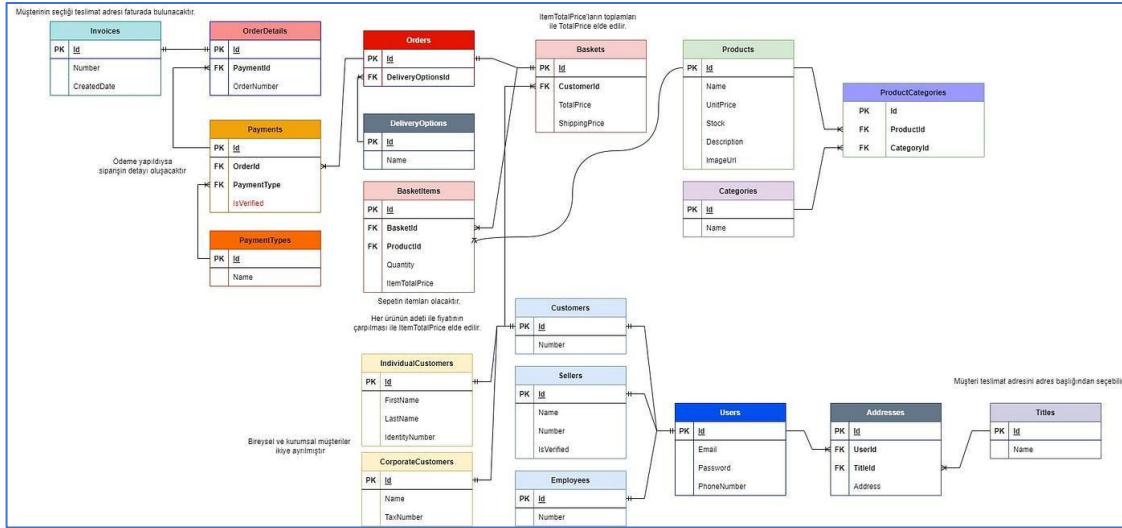 Müşterinin seçtiği teslimat adresi faturada bulunacaktır.
Invoices
PK Id
Number
CreatedDate
OrderDetails
PK Id
FK PaymentId
OrderNumber
Orders
PK Id
FK DeliveryOptionsId
ItemTotalPrice'ların toplamları
ile TotalPrice elde edilir.
Baskets
PK Id
FK CustomerId
TotalPrice
ShippingPrice
Products
PK Id
Name
UnitPrice
Stock
Description
ImageUrl
ProductCategories
PK Id
FK ProductId
FK CategoryId
Payments
PK Id
FK OrderId
FK PaymentType
IsVerified
Ödeme yapıldıysa
siparişin detayı oluşacaktır
DeliveryOptions
PK Id
Name
PaymentTypes
PK Id
Name
BasketItems
PK Id
FK BasketId
FK ProductId
Quantity
ItemTotalPrice
Categories
PK Id
Name
Sepetin itemları olacaktır.
Her ürünün adeti ile fiyatının
çarpılması ile ItemTotalPrice elde edilir.
Customers
PK Id
Number
IndividualCustomers
PK Id
FirstName
LastName
IdentityNumber
Sellers
PK Id
Name
Number
IsVerified
Müşteri teslimat adresini adres başlığından seçebilir
Users
PK Id
Email
Password
PhoneNumber
Addresses
PK Id
FK UserId
FK TitleId
Address
Titles
PK Id
Name
Bireysel ve kurumsal müşteriler
ikiye ayrılmıştır
CorporateCustomers
PK Id
Name
TaxNumber
Employees
PK Id
Number